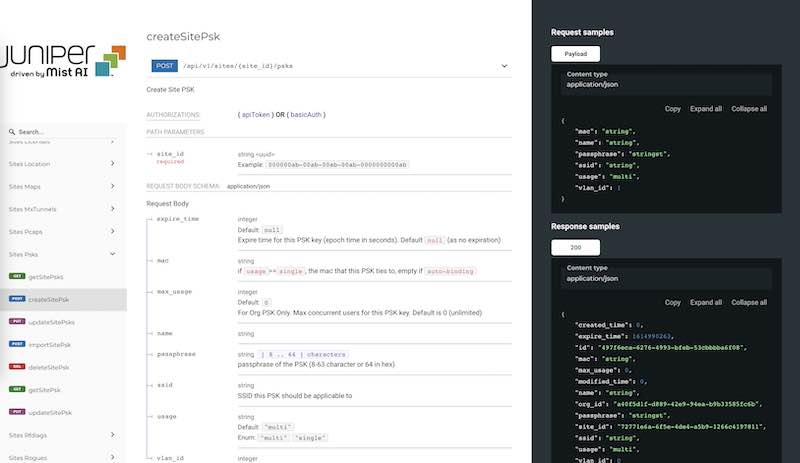 JUNIPER
driven by Mist AI
Search...
Sites Licenses
Sites Location
Sites Maps
Sites MxTunnels
Sites Pcaps
Sites Psks
GET getSitePsks
POST createSitePsk
PUT updateSitePsks
POST importSitePsk
DEL deleteSitePsk
GET getSitePsk
PUT updateSitePsk
Sites Rfdiags
Sites Rogues
createSitePsk
POST /api/v1/sites/{site_id}/psks
Create Site PSK
AUTHORIZATIONS: ( apiToken ) OR ( basicAuth )
PATH PARAMETERS
site_id string <uuid>
required Example: 000000ab-00ab-00ab-00ab-0000000000ab
REQUEST BODY SCHEMA: application/json
Request Body
expire_time integer
Default: null
Expire time for this PSK key (epoch time in seconds). Default null (as no expiration)
mac string
if usage==single, the mac that this PSK ties to, empty if auto-binding
max_usage integer
Default: 0
For Org PSK Only. Max concurrent users for this PSK key. Default is 0 (unlimited)
name string
passphrase string [ 8 .. 64 ] characters
passphrase of the PSK (8-63 character or 64 in hex)
ssid string
SSID this PSK should be applicable to
usage string
Default: "multi"
Enum: "multi" "single"
vlan_id integer
Request samples
Payload
Content type
application/json
Copy Expand all Collapse all
{
"mac": "string",
"name": "string",
"passphrase": "stringst",
"ssid": "string",
"usage": "multi",
"vlan_id": 1
}
Response samples
200
Content type
application/json
Copy Expand all Collapse all
{
"created_time": 0,
"expire_time": 1614990263,
"mac": "string",
"max_usage": 0,
"modified_time": 0,
"name": "string",
"org_id": "a40f5d1f-d889-42e9-94ea-b9b33585fc6b",
"passphrase": "stringst",
"site_id": "72771e6a-6f5e-4de4-a5b9-1266c4197811",
"ssid": "string",
"usage": "multi",
"vlan_id": 0